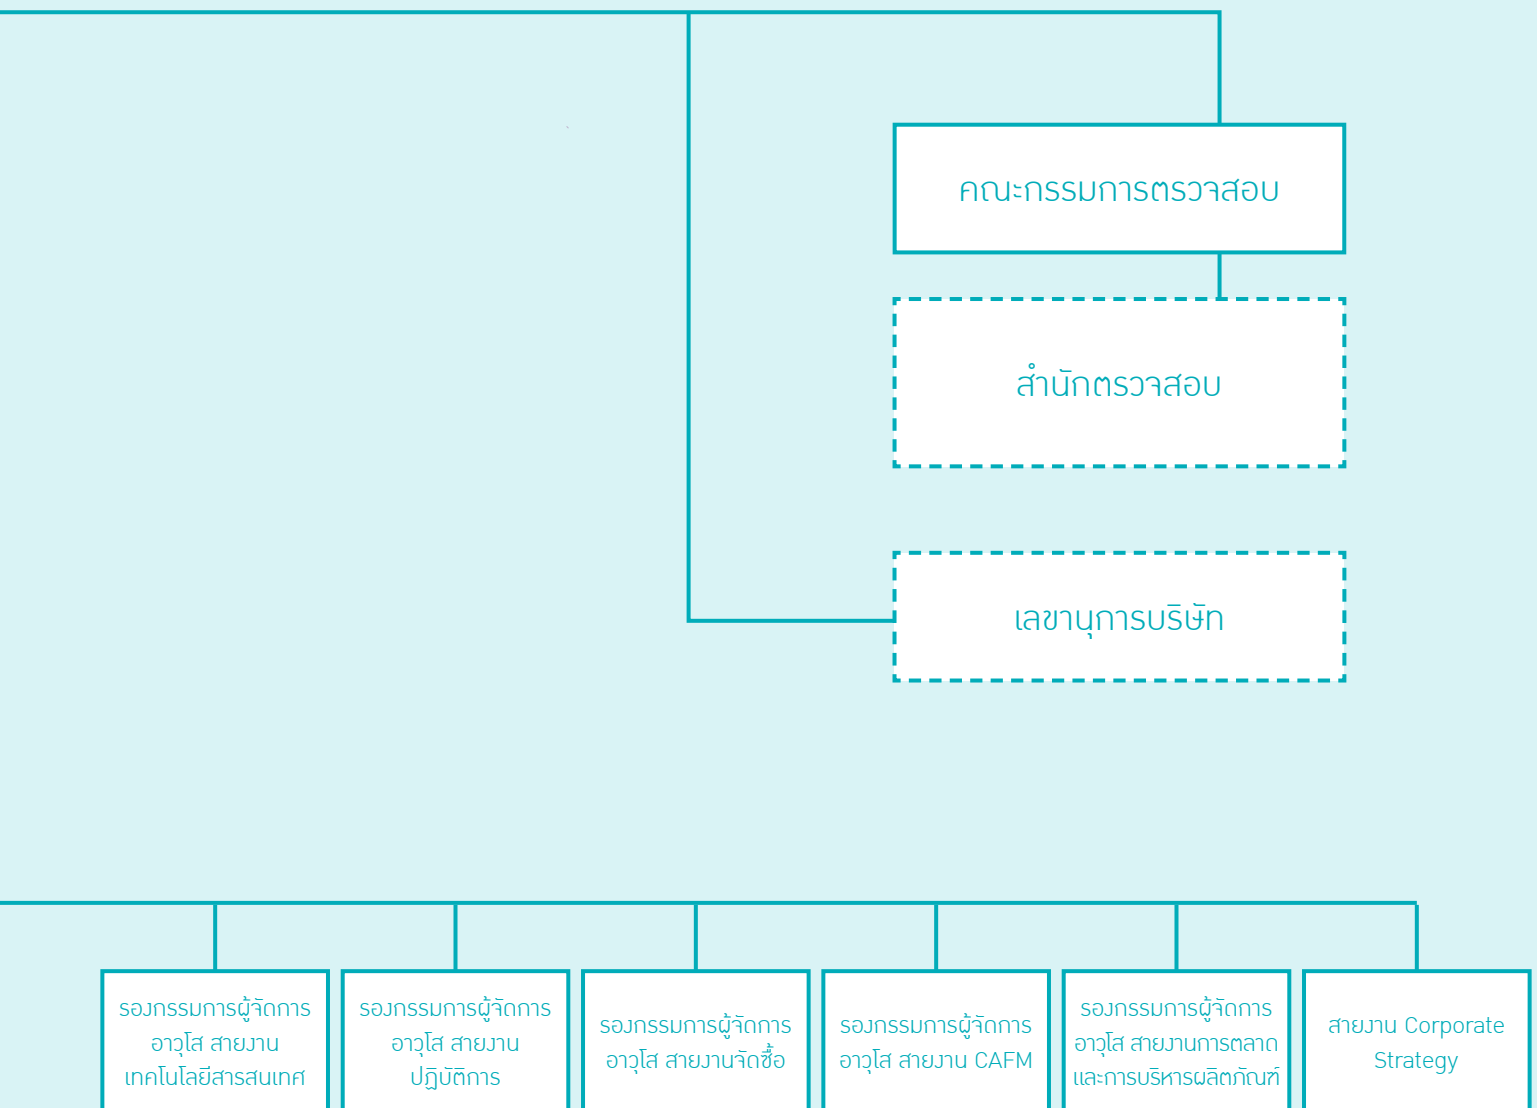 คณะกรรมการตรวจสอบ
สำนักตรวจสอบ
เลขานุการบริษัท
รองกรรมการผู้จัดการ
อาวุโส สายงาน
เทคโนโลยีสารสนเทศ
รองกรรมการผู้จัดการ
อาวุโส สายงาน
ปฏิบัติการ
รองกรรมการผู้จัดการ
อาวุโส สายงานจัดซื้อ
รองกรรมการผู้จัดการ
อาวุโส สายงาน CAFM
รองกรรมการผู้จัดการ
อาวุโส สายงานการตลาด
และการบริหารผลิตภัณฑ์
สายงาน Corporate
Strategy